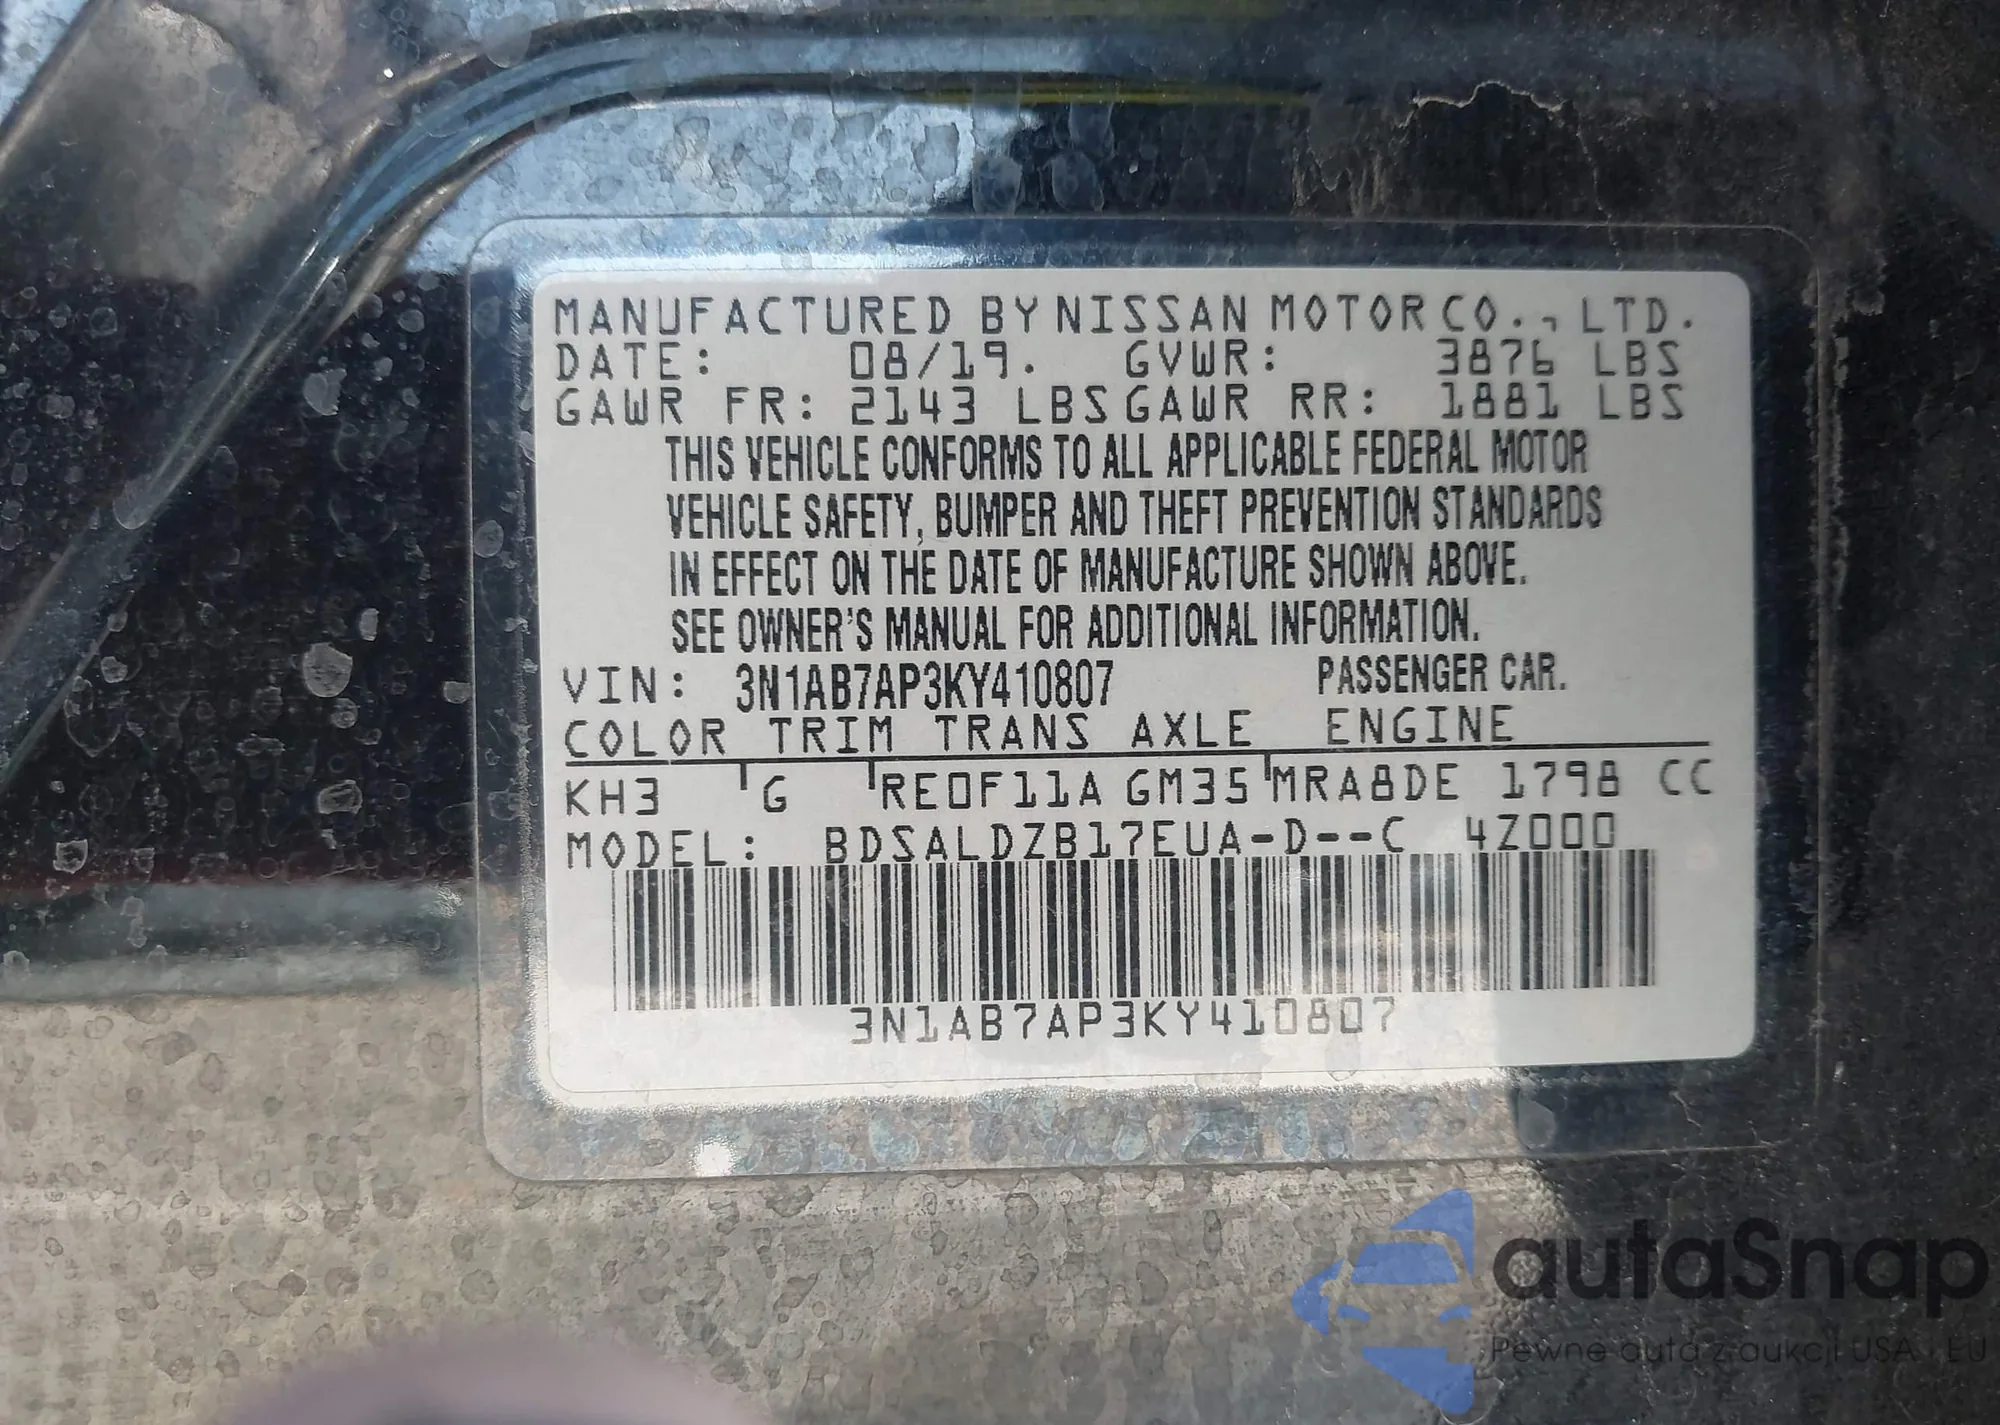 MANUFACTURED BY NISSAN MOTOR CO., LTD.
DATE: 08/19. GVWR: 3876 LBS
GAWR FR: 2143 LBS GAWR RR: 1881 LBS
THIS VEHICLE CONFORMS TO ALL APPLICABLE FEDERAL MOTOR
VEHICLE SAFETY, BUMPER AND THEFT PREVENTION STANDARDS
IN EFFECT ON THE DATE OF MANUFACTURE SHOWN ABOVE.
SEE OWNER'S MANUAL FOR ADDITIONAL INFORMATION.
VIN: 3N1AB7AP3KY410807 PASSENGER CAR.
COLOR TRIM TRANS AXLE ENGINE
KH3 G RE0F11A GM35 MRA8DE 1798 CC
MODEL: BDSALDZB17EUA-D--C 4Z000
3N1AB7AP3KY410807
autaSnap
Pewne auta z aukcji USA i EU